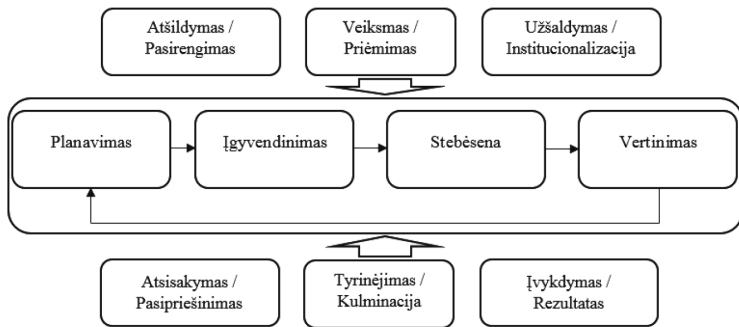 Atšildymas /
Pasirengimas
Veiksmas /
Priėmimas
Užšaldymas /
Institucionalizacija
Planavimas
Įgyvendinimas
Stebėsena
Vertinimas
Atsisakymas /
Pasipriešinimas
Tyrinėjimas /
Kulminacija
Įvykdymas /
Rezultatas